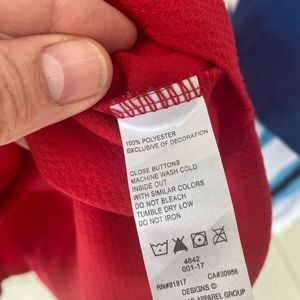 100% POLYESTER
EXCLUSIVE OF DECORATION
CLOSE BUTTONS
MACHINE WASH COLD
INSIDE OUT
WITH SIMILAR COLORS
DO NOT BLEACH
TUMBLE DRY LOW
DO NOT IRON
4842
001-17
RN#81917 CA#30956
DESIGNS ©
APPAREL GROUP